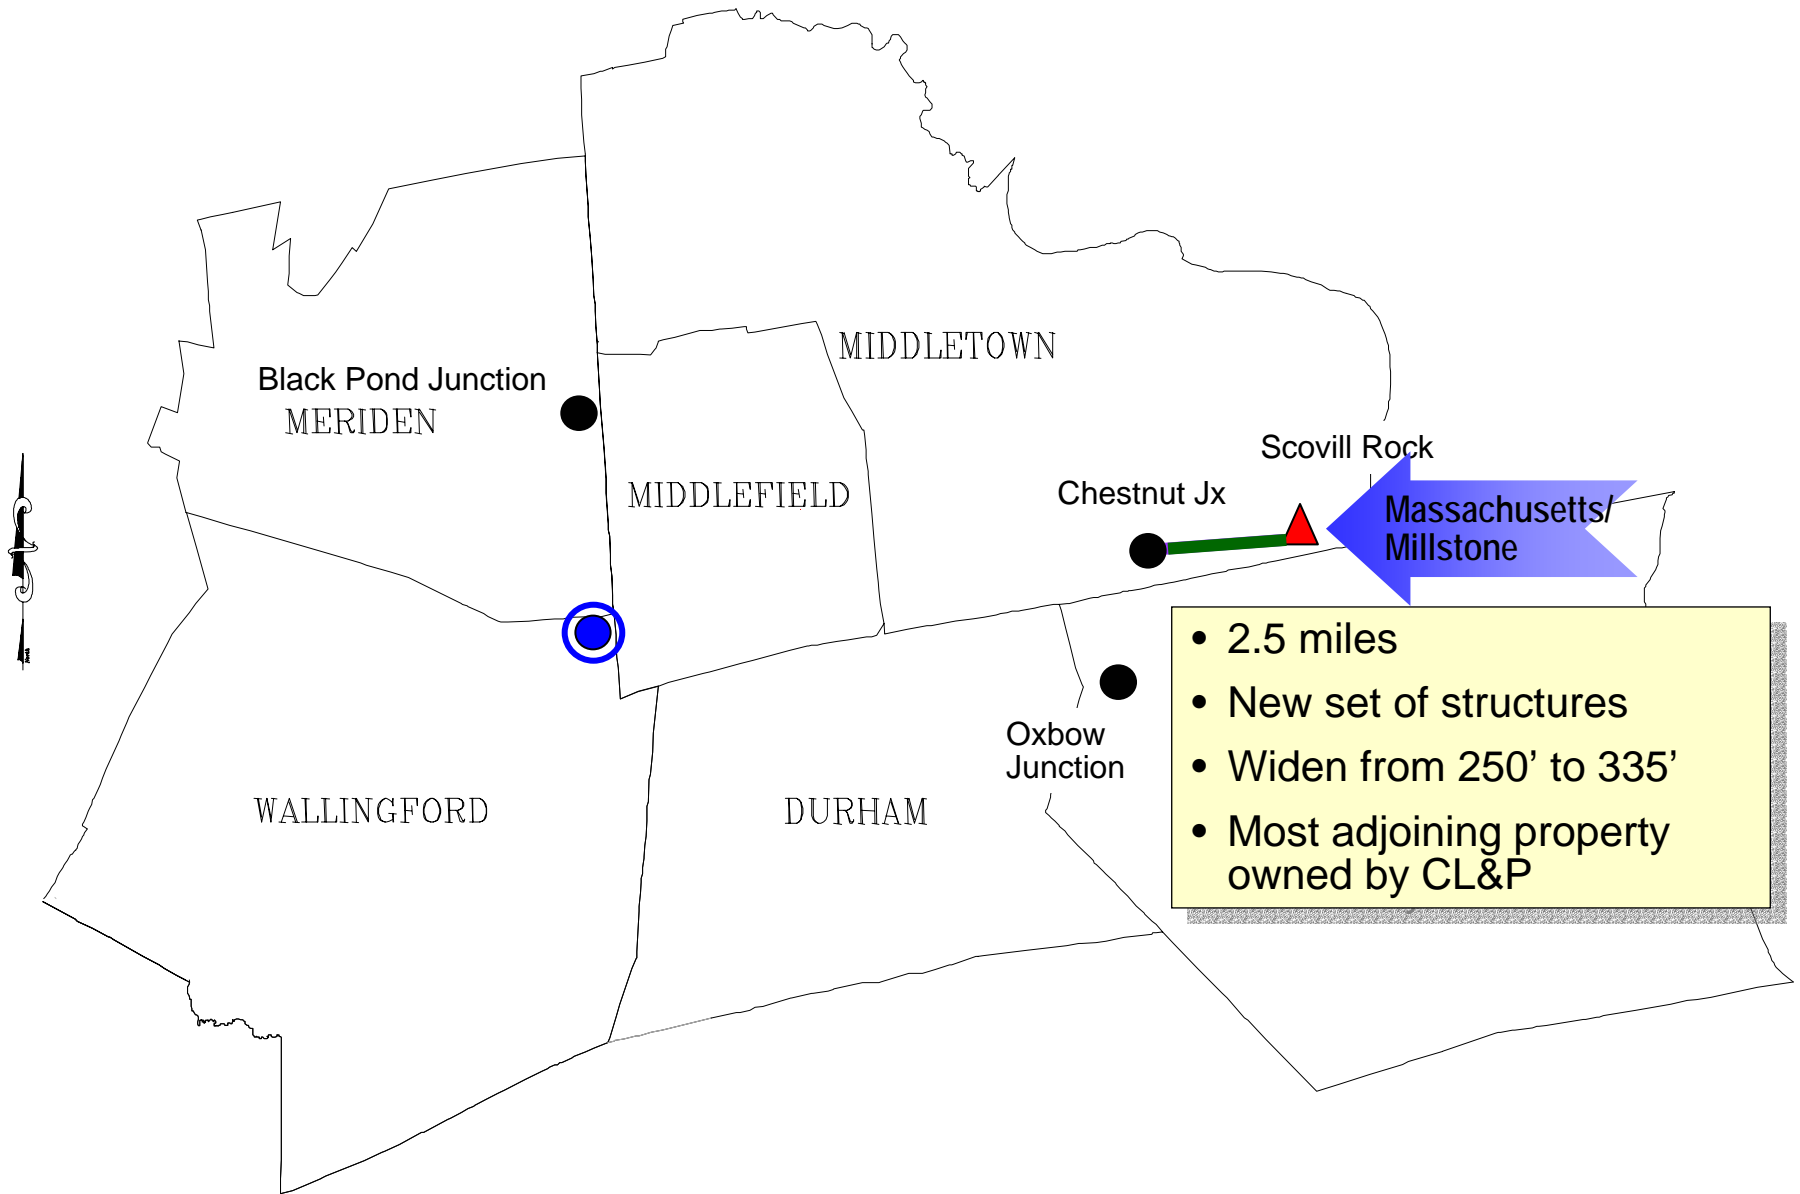 MIDDLETOWN
Black Pond Junction
MERIDEN
Scovill Rock
MIDDLEFIELD
Chestnut Jx
Massachusetts/
Millstone
• 2.5 miles
• New set of structures
Oxbow
Junction
• Widen from 250’ to 335’
WALLINGFORD
DURHAM
• Most adjoining property
owned by CL&P